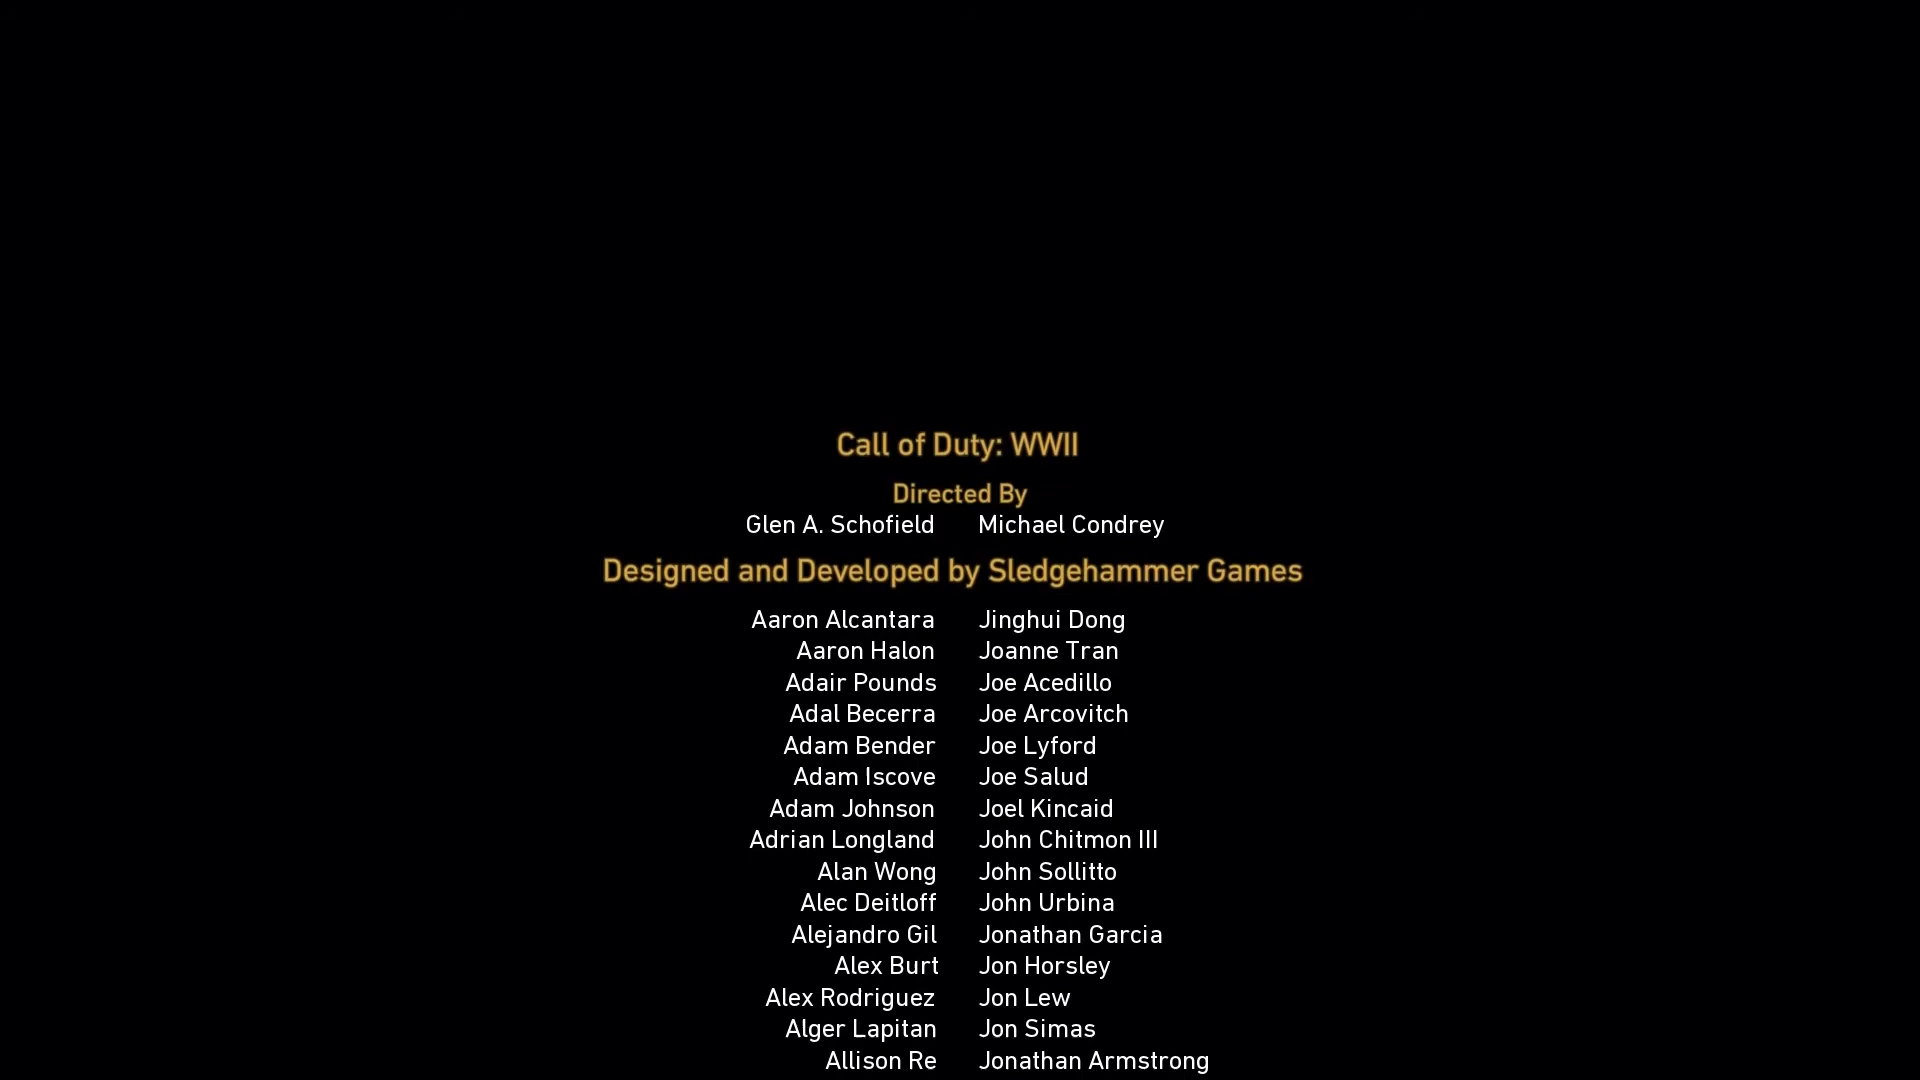 Call of Duty: WWII
Directed By
Glen A. Schofield Michael Condrey
Designed and Developed by Sledgehammer Games
Aaron Alcantara Jinghui Dong
Aaron Halon Joanne Tran
Adair Pounds Joe Acedillo
Adal Becerra Joe Arcovitch
Adam Bender Joe Lyford
Adam Iscove Joe Salud
Adam Johnson Joel Kincaid
Adrian Longland John Chitmon III
Alan Wong John Sollitto
Alec Deitloff John Urbina
Alejandro Gil Jonathan Garcia
Alex Burt Jon Horsley
Alex Rodriguez Jon Lew
Alger Lapitan Jon Simas
Allison Re Jonathan Armstrong